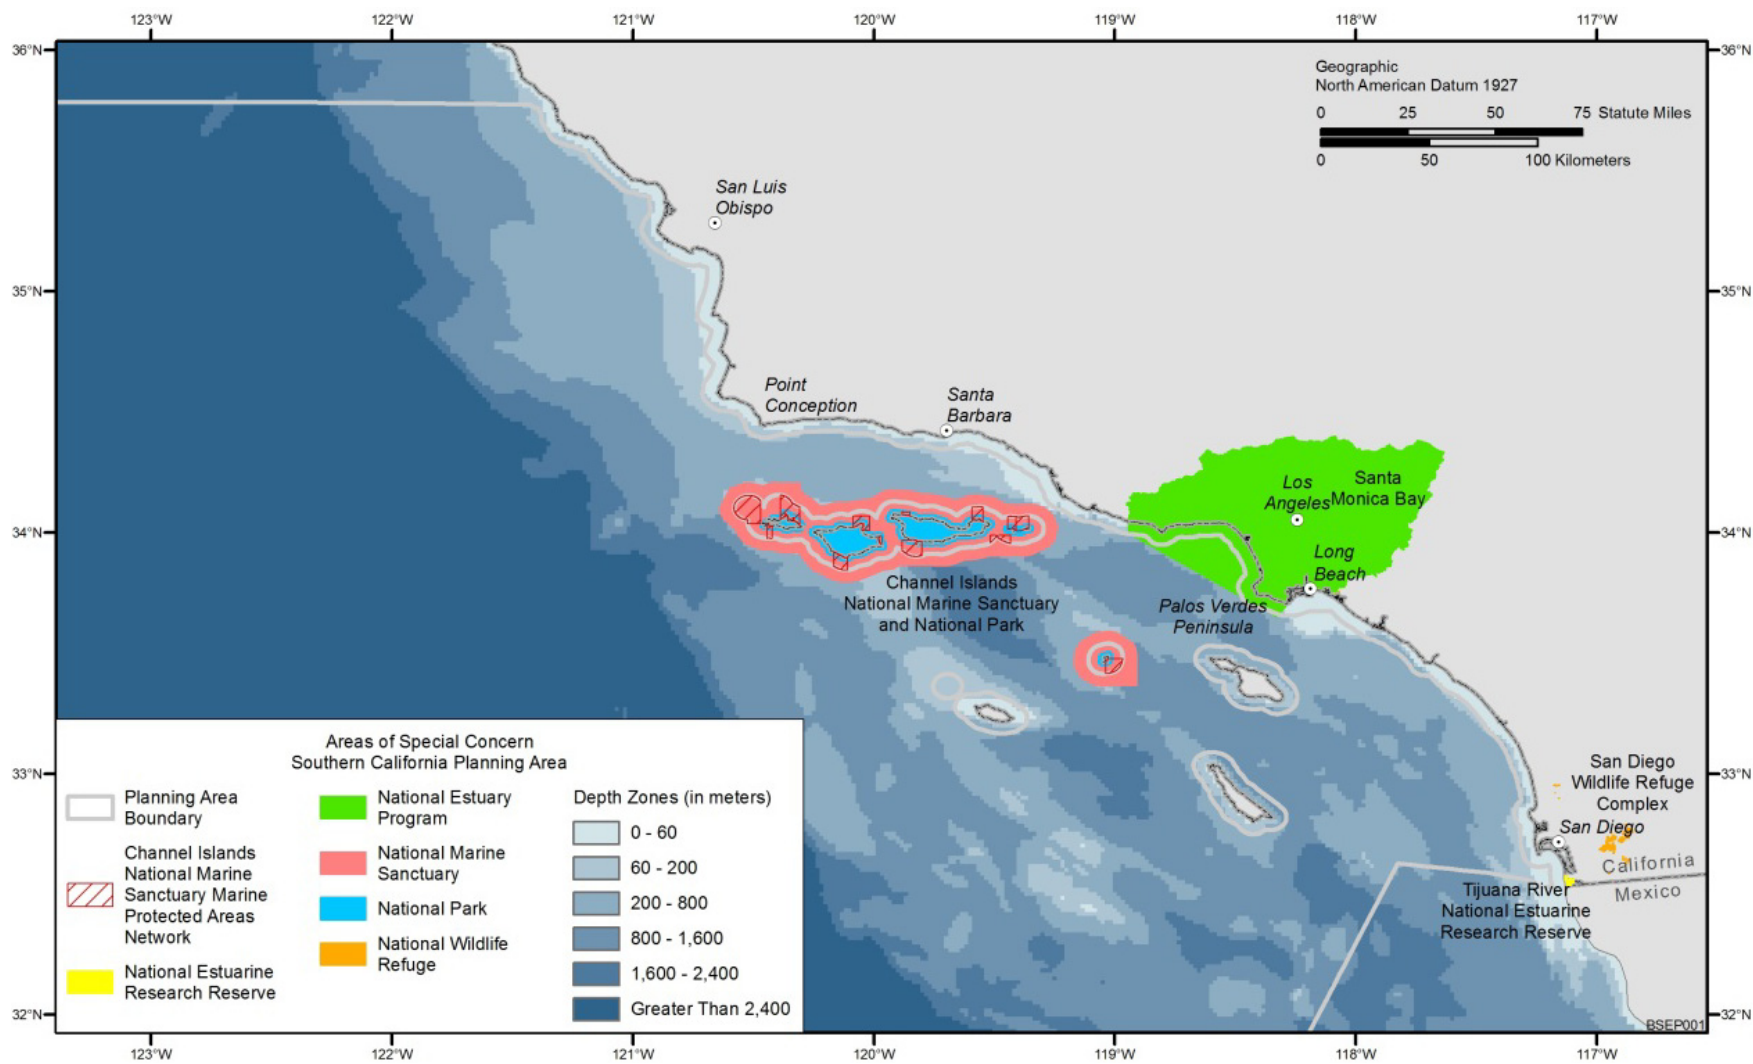 123°W
122°W
121°W
120°W
119°W
118°W
117°W
36°N
36°N
Geographic
North American Datum 1927
0 25 50 75 Statute Miles
0 50 100 Kilometers
San Luis
Obispo
35°N
35°N
Point
Conception
Santa
Barbara
Los
Angeles
Santa
Monica Bay
34°N
34°N
Long
Beach
Channel Islands
National Marine Sanctuary
and National Park
Palos Verdes
Peninsula
33°N
33°N
San Diego
Wildlife Refuge
Complex
San Diego
California
Mexico
Tijuana River
National Estuarine
Research Reserve
Areas of Special Concern
Southern California Planning Area
Planning Area
Boundary
Channel Islands
National Marine
Sanctuary Marine
Protected Areas
Network
National Estuarine
Research Reserve
National Estuary
Program
National Marine
Sanctuary
National Park
National Wildlife
Refuge
Depth Zones (in meters)
0 - 60
60 - 200
200 - 800
800 - 1,600
1,600 - 2,400
Greater Than 2,400
32°N
32°N
BSEP001
123°W
122°W
121°W
120°W
119°W
118°W
117°W